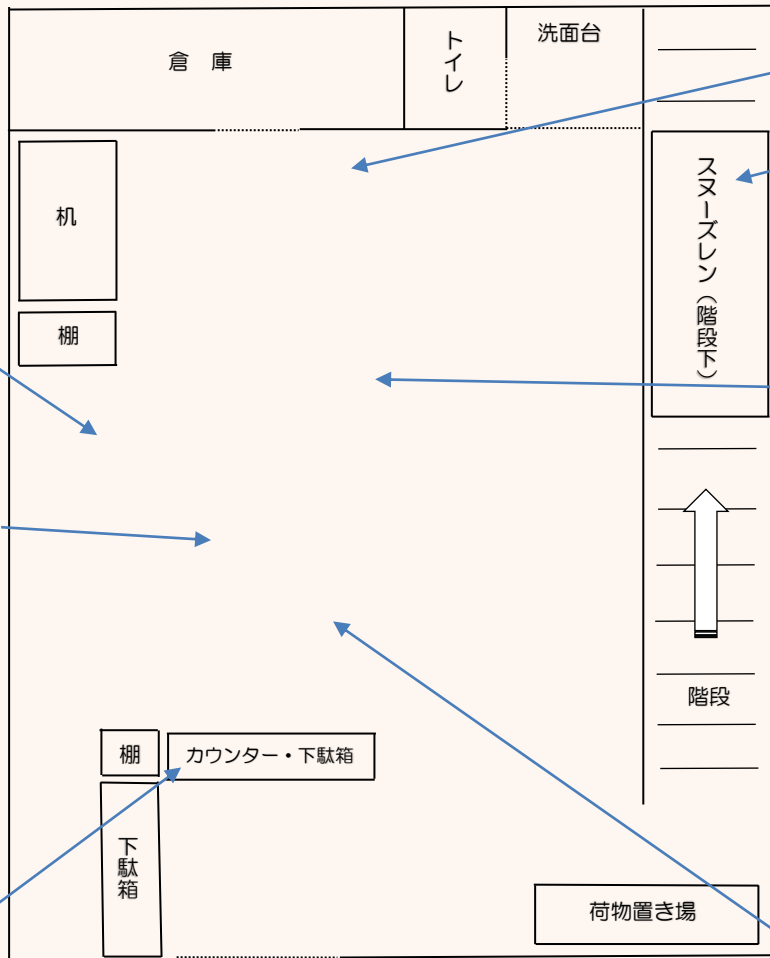 倉 庫
トイレ
洗面台
机
スヌーズレン（階段下）
棚
階段
棚
カウンター・下駄箱
下駄箱
荷物置き場